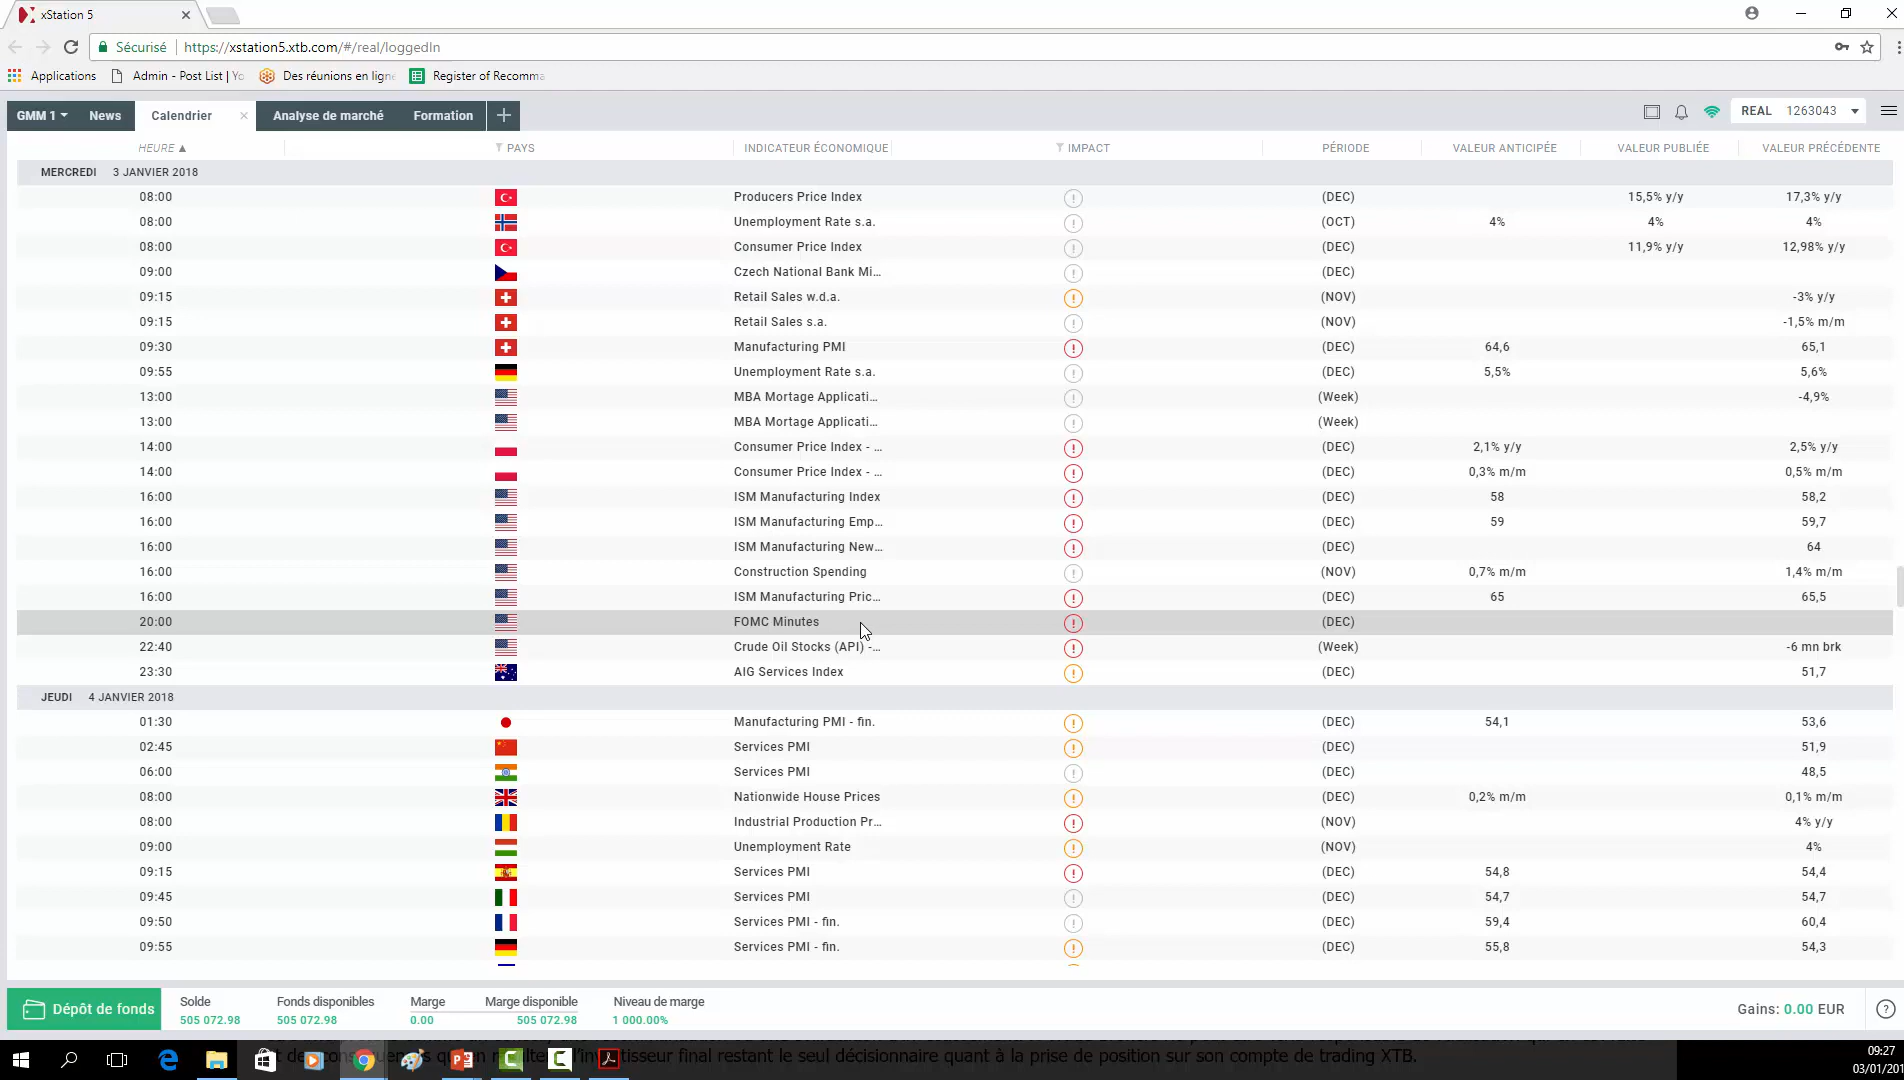 xStation 5
Sécurisé https://xstation5.xtb.com/#/real/loggedIn
Applications Admin - Post List | Yo Des réunions en lign Register of Recomma
GMM 1 News Calendrier Analyse de marché Formation REAL 1263043
HEURE PAYS INDICATEUR ÉCONOMIQUE IMPACT PÉRIODE VALEUR ANTICIPÉE VALEUR PUBLIÉE VALEUR PRÉCÉDENTE
MERCREDI 3 JANVIER 2018
08:00 Producers Price Index (DEC) 15,5% y/y 17,3% y/y
08:00 Unemployment Rate s.a. (OCT) 4% 4% 4%
08:00 Consumer Price Index (DEC) 11,9% y/y 12,98% y/y
09:00 Czech National Bank Mi... (DEC)
09:15 Retail Sales w.d.a. (NOV) -3% y/y
09:15 Retail Sales s.a. (NOV) -1,5% m/m
09:30 Manufacturing PMI (DEC) 64,6 65,1
09:55 Unemployment Rate s.a. (DEC) 5,5% 5,6%
13:00 MBA Mortage Applicati... (Week) -4,9%
13:00 MBA Mortage Applicati... (Week)
14:00 Consumer Price Index - ... (DEC) 2,1% y/y 2,5% y/y
14:00 Consumer Price Index - ... (DEC) 0,3% m/m 0,5% m/m
16:00 ISM Manufacturing Index (DEC) 58 58,2
16:00 ISM Manufacturing Emp... (DEC) 59 59,7
16:00 ISM Manufacturing New... (DEC) 64
16:00 Construction Spending (NOV) 0,7% m/m 1,4% m/m
16:00 ISM Manufacturing Pric... (DEC) 65 65,5
20:00 FOMC Minutes (DEC)
22:40 Crude Oil Stocks (API) -... (Week) -6 mn brk
23:30 AIG Services Index (DEC) 51,7
JEUDI 4 JANVIER 2018
01:30 Manufacturing PMI - fin. (DEC) 54,1 53,6
02:45 Services PMI (DEC) 51,9
06:00 Services PMI (DEC) 48,5
08:00 Nationwide House Prices (DEC) 0,2% m/m 0,1% m/m
08:00 Industrial Production Pr... (NOV) 4% y/y
09:00 Unemployment Rate (NOV) 4%
09:15 Services PMI (DEC) 54,8 54,4
09:45 Services PMI (DEC) 54,7 54,7
09:50 Services PMI - fin. (DEC) 59,4 60,4
09:55 Services PMI - fin. (DEC) 55,8 54,3
Dépôt de fonds Solde Fonds disponibles Marge Marge disponible Niveau de marge Gains: 0.00 EUR
505 072.98 505 072.98 0.00 505 072.98 1 000.00%
investisseur final restant le seul décisionnaire quant à la prise de position sur son compte de trading XTB.
09:27
03/01/201